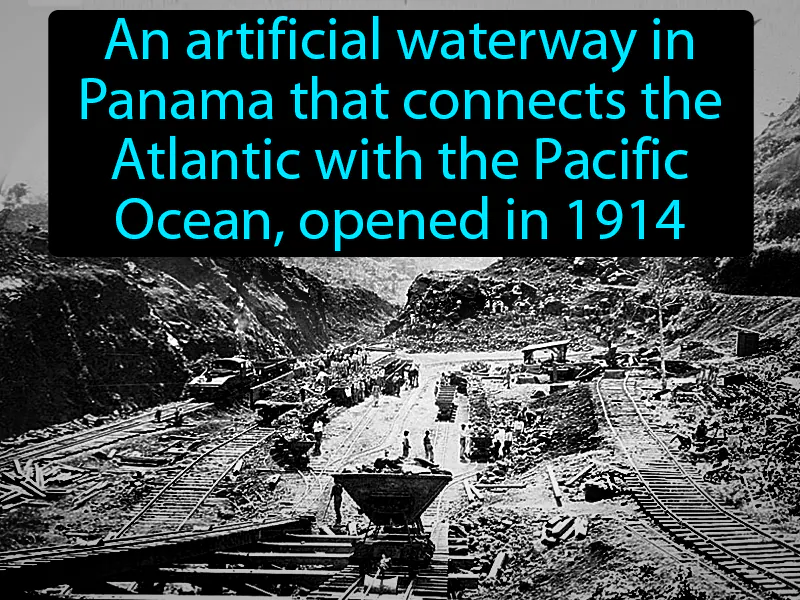 An artificial waterway in
Panama that connects the
Atlantic with the Pacific
Ocean, opened in 1914